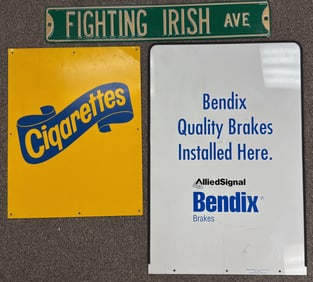 FIGHTING IRISH AVE
Cigarettes
Bendix
Quality Brakes
Installed Here.
AlliedSignal
Bendix
Brakes